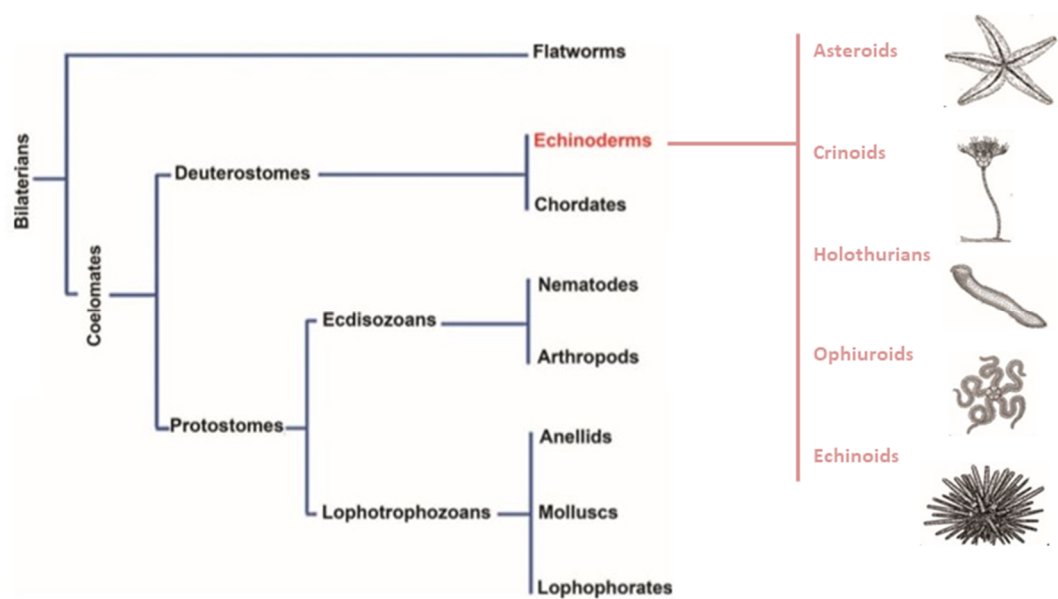 Bilaterians
Flatworms
Coelomates
Deuterostomes
Echinoderms
Chordates
Protostomes
Ecdisozoans
Nematodes
Arthropods
Lophotrophozoans
Anellids
Molluscs
Lophophorates
Asteroids
Crinoids
Holothurians
Ophiuroids
Echinoids